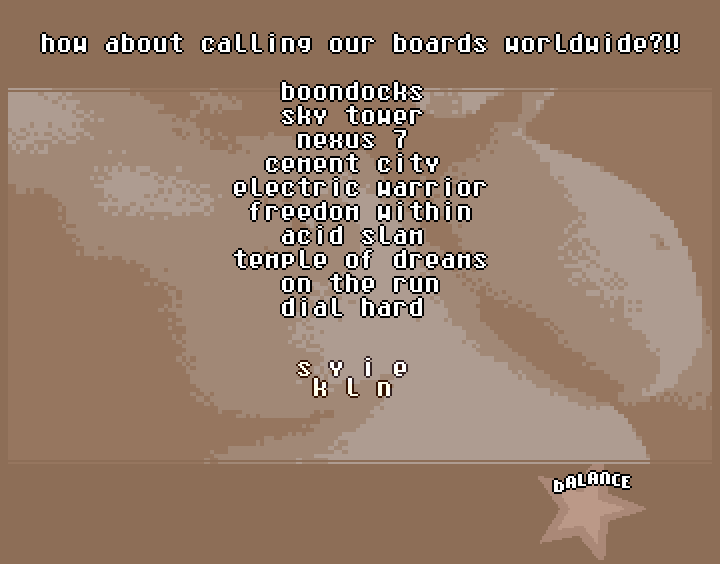 how about calling our boards worldwide?!!
boondocks
sky tower
nexus 7
cement city
electric warrior
freedom within
acid slam
temple of dreams
on the run
dial hard
s y i e
k l n
bALANCE